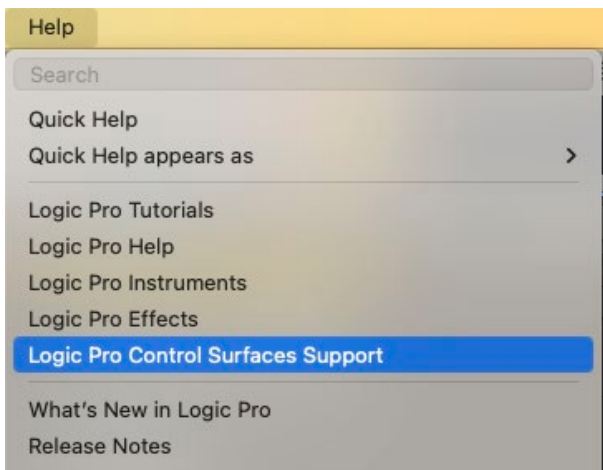 Help
Search
Quick Help
Quick Help appears as
Logic Pro Tutorials
Logic Pro Help
Logic Pro Instruments
Logic Pro Effects
Logic Pro Control Surfaces Support
What's New in Logic Pro
Release Notes